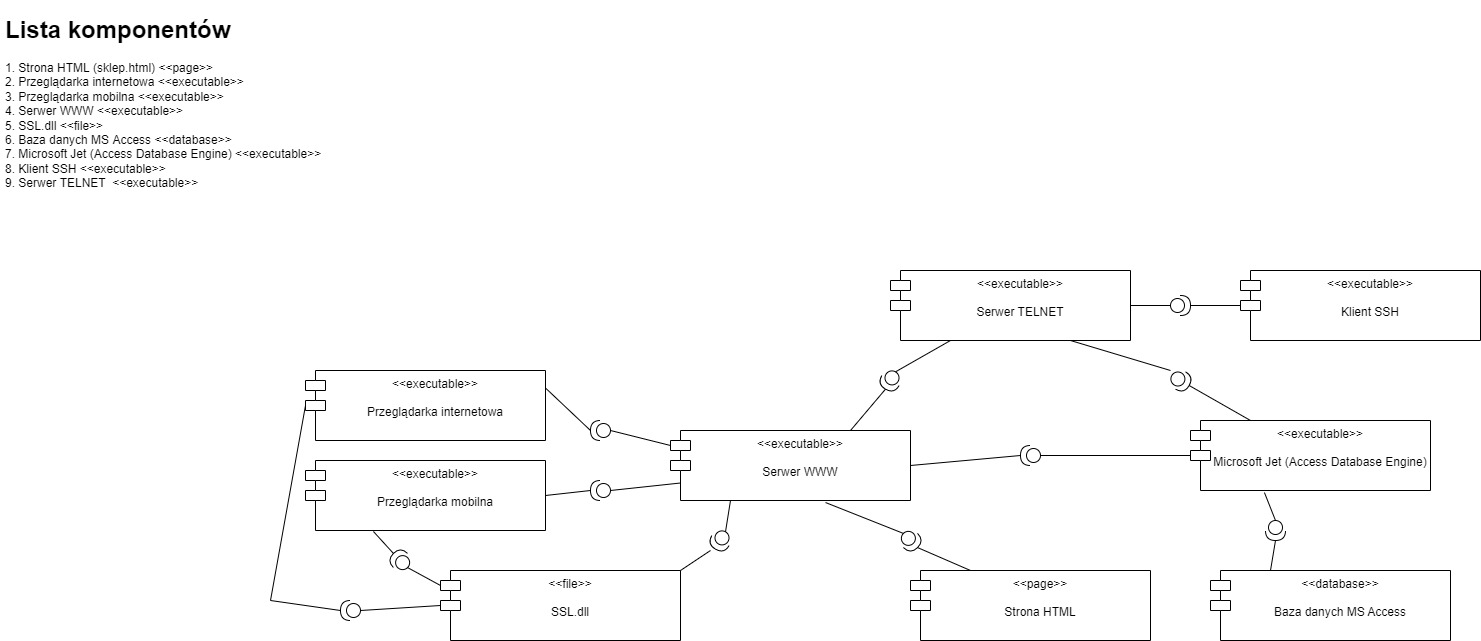 Lista komponentów
1. Strona HTML (sklep.html) <<page>>
2. Przeglądarka internetowa <<executable>>
3. Przeglądarka mobilna <<executable>>
4. Serwer WWW <<executable>>
5. SSL.dll <<file>>
6. Baza danych MS Access <<database>>
7. Microsoft Jet (Access Database Engine) <<executable>>
8. Klient SSH <<executable>>
9. Serwer TELNET  <<executable>>
<<executable>>
Serwer TELNET
<<executable>>
Klient SSH
<<executable>>
Przeglądarka internetowa
<<executable>>
Serwer WWW
<<executable>>
Microsoft Jet (Access Database Engine)
<<executable>>
Przeglądarka mobilna
<<file>>
SSL.dll
<<page>>
Strona HTML
<<database>>
Baza danych MS Access